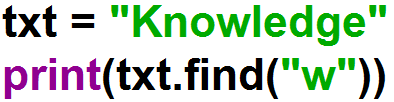 txt = "Knowledge"
print(txt.find("w"))